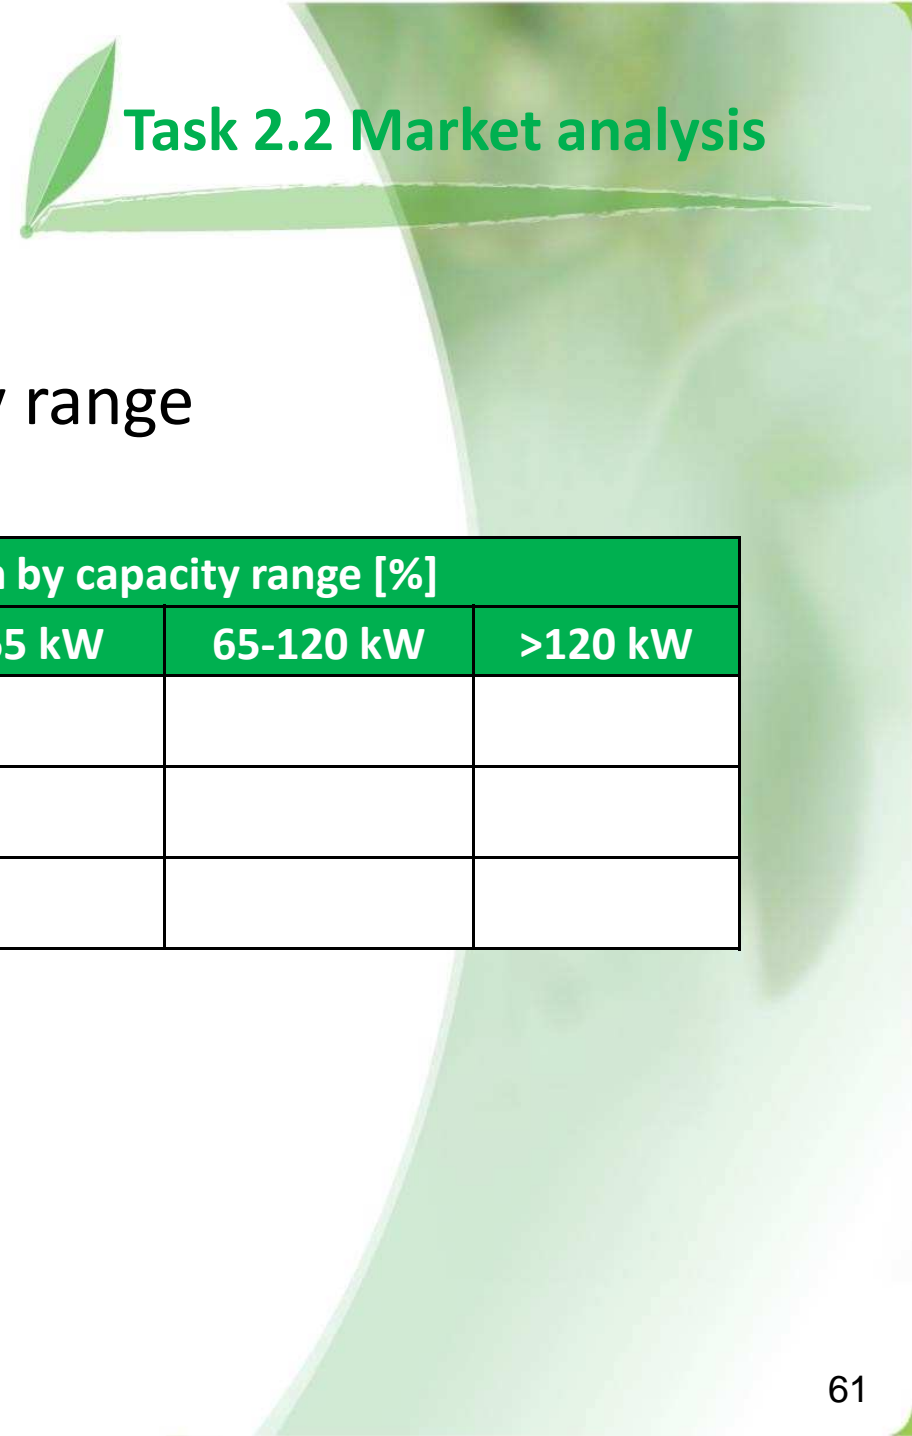 Task 2.2 Market analysis
range
by capacity range [%]
5 kW 65-120 kW >120 kW
61